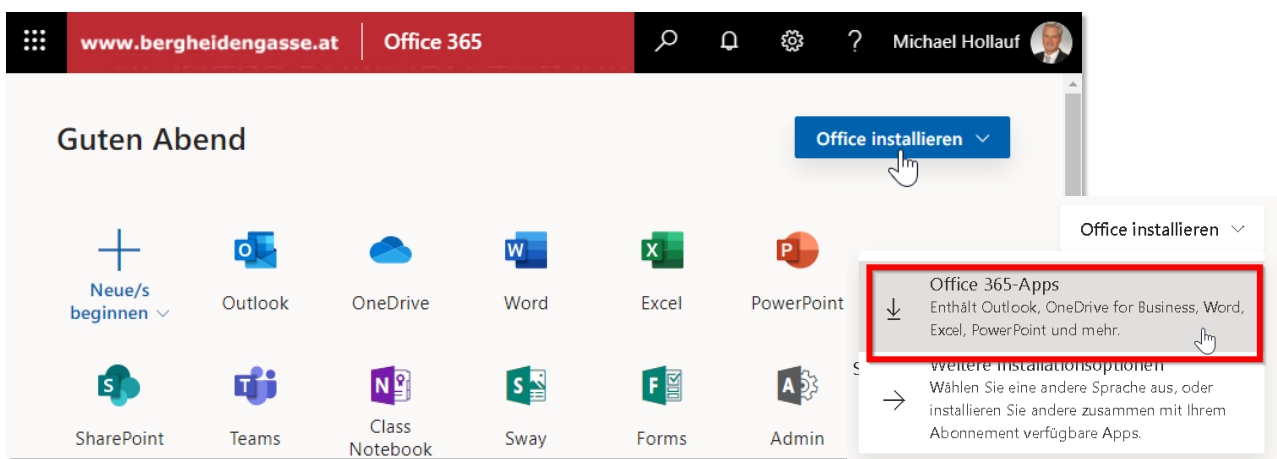 www.bergheidengasse.at Office 365 ? Michael Hollauf
Guten Abend
Office installieren
Neue/s
beginnen
Outlook
OneDrive
Word
Excel
PowerPoint
SharePoint
Teams
Class
Notebook
Sway
Forms
Admin
Office installieren
Office 365-Apps
Enthält Outlook, OneDrive for Business, Word,
Excel, PowerPoint und mehr.
Weitere Installationsoptionen
Wählen Sie eine andere Sprache aus, oder
installieren Sie andere zusammen mit Ihrem
Abonnement verfügbare Apps.